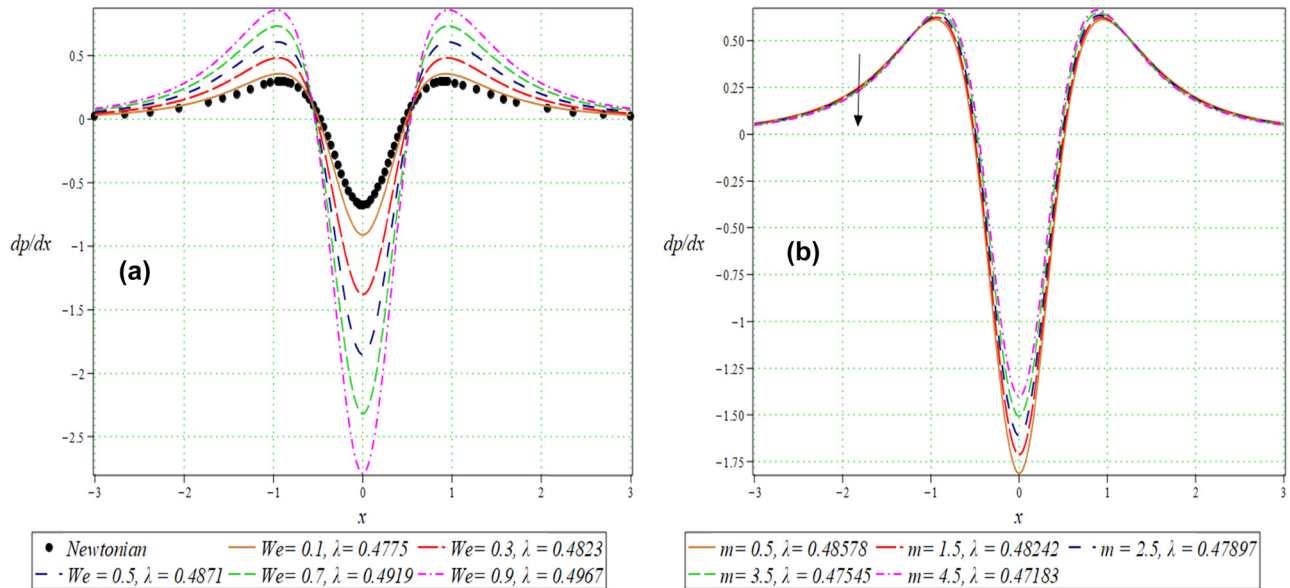 0.5
0
−0.5
−1
dp/dx
(a)
−1.5
−2
−2.5
−3 −2 −1 0 1 2 3
x
Newtonian We= 0.1, λ= 0.4775 We= 0.3, λ = 0.4823
We = 0.5, λ = 0.4871 We= 0.7, λ = 0.4919 We= 0.9, λ = 0.4967
0.50
0.25
0
−0.25
−0.50
dp/dx
(b)
−0.75
−1
−1.25
−1.50
−1.75
−3 −2 −1 0 1 2 3
x
m= 0.5, λ= 0.48578 m= 1.5, λ = 0.48242 m = 2.5, λ = 0.47897
m= 3.5, λ = 0.47545 m= 4.5, λ = 0.47183